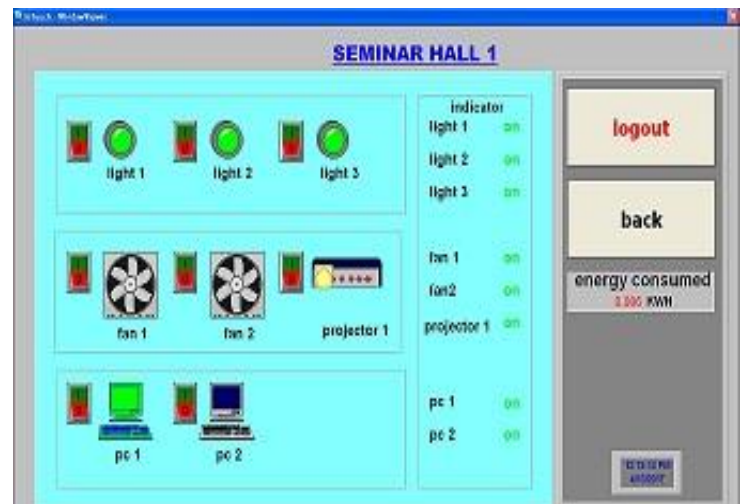 SEMINAR HALL 1
light 1
light 2
light 3
fan 1
fan 2
projector 1
pc 1
pc 2
indicator
light 1 on
light 2 on
light 3 on
fan 1 on
fan2 on
projector 1 on
pc 1 on
pc 2 on
logout
back
energy consumed
KWH